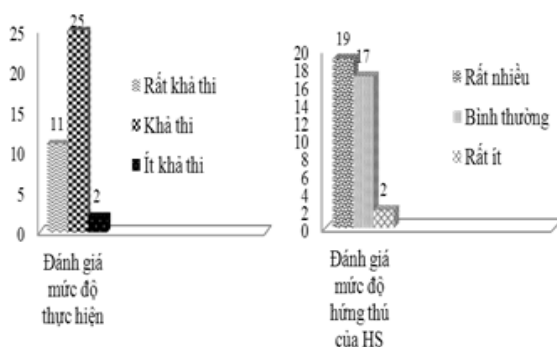 25
20
15
10
5
0
11
25
2
Rất khả thi
Khả thi
Ít khả thi
Đánh giá
mức độ
thực hiện
20
18
16
14
12
10
8
6
4
2
0
19
17
2
Rất nhiều
Bình thường
Rất ít
Đánh giá
mức độ
hứng thú
của HS